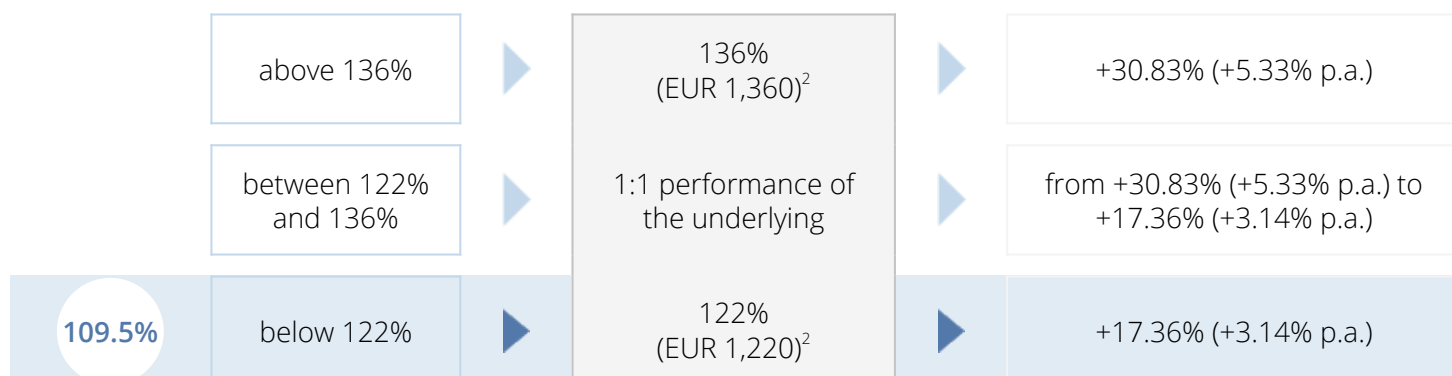 above 136%
136%
(EUR 1,360)2
+30.83% (+5.33% p.a.)
between 122%
and 136%
1:1 performance of
the underlying
from +30.83% (+5.33% p.a.) to
+17.36% (+3.14% p.a.)
109.5%
below 122%
122%
(EUR 1,220)2
+17.36% (+3.14% p.a.)